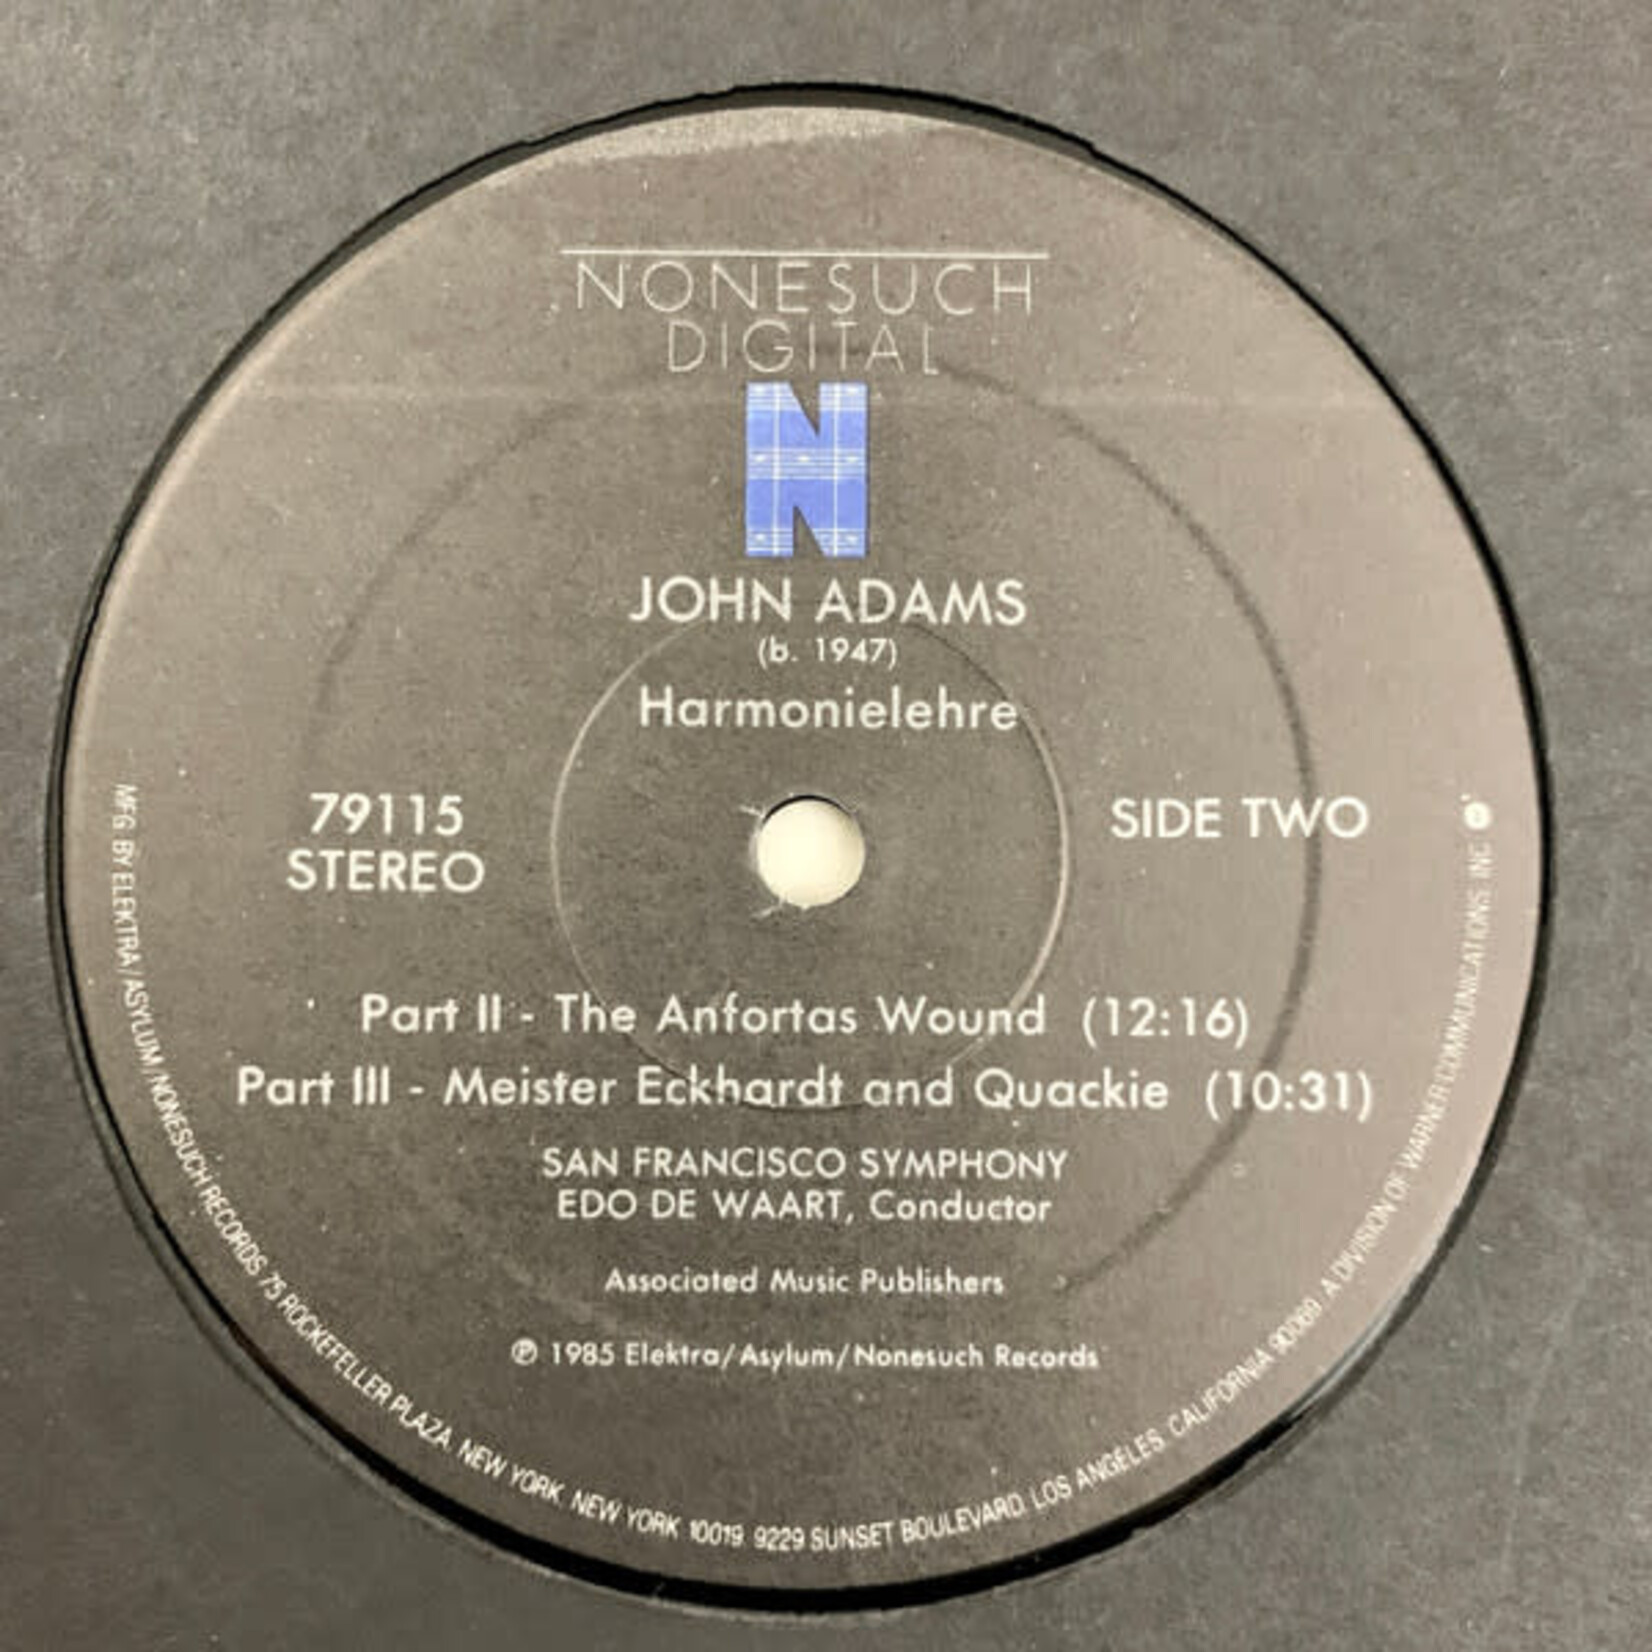 NONESUCH
DIGITAL
N
JOHN ADAMS
(b. 1947)
Harmonielehre
79115
STEREO
SIDE TWO
Part II - The Anfortas Wound (12:16)
Part III - Meister Eckhardt and Quackie (10:31)
SAN FRANCISCO SYMPHONY
EDO DE WAART, Conductor
Associated Music Publishers
℗ 1985 Elektra/Asylum/Nonesuch Records
MFG BY ELEKTRA/ASYLUM/NONESUCH RECORDS 75 ROCKEFELLER PLAZA, NEW YORK, NEW YORK 10019. 9229 SUNSET BOULEVARD, LOS ANGELES, CALIFORNIA 90069. A DIVISION OF WARNER COMMUNICATIONS INC